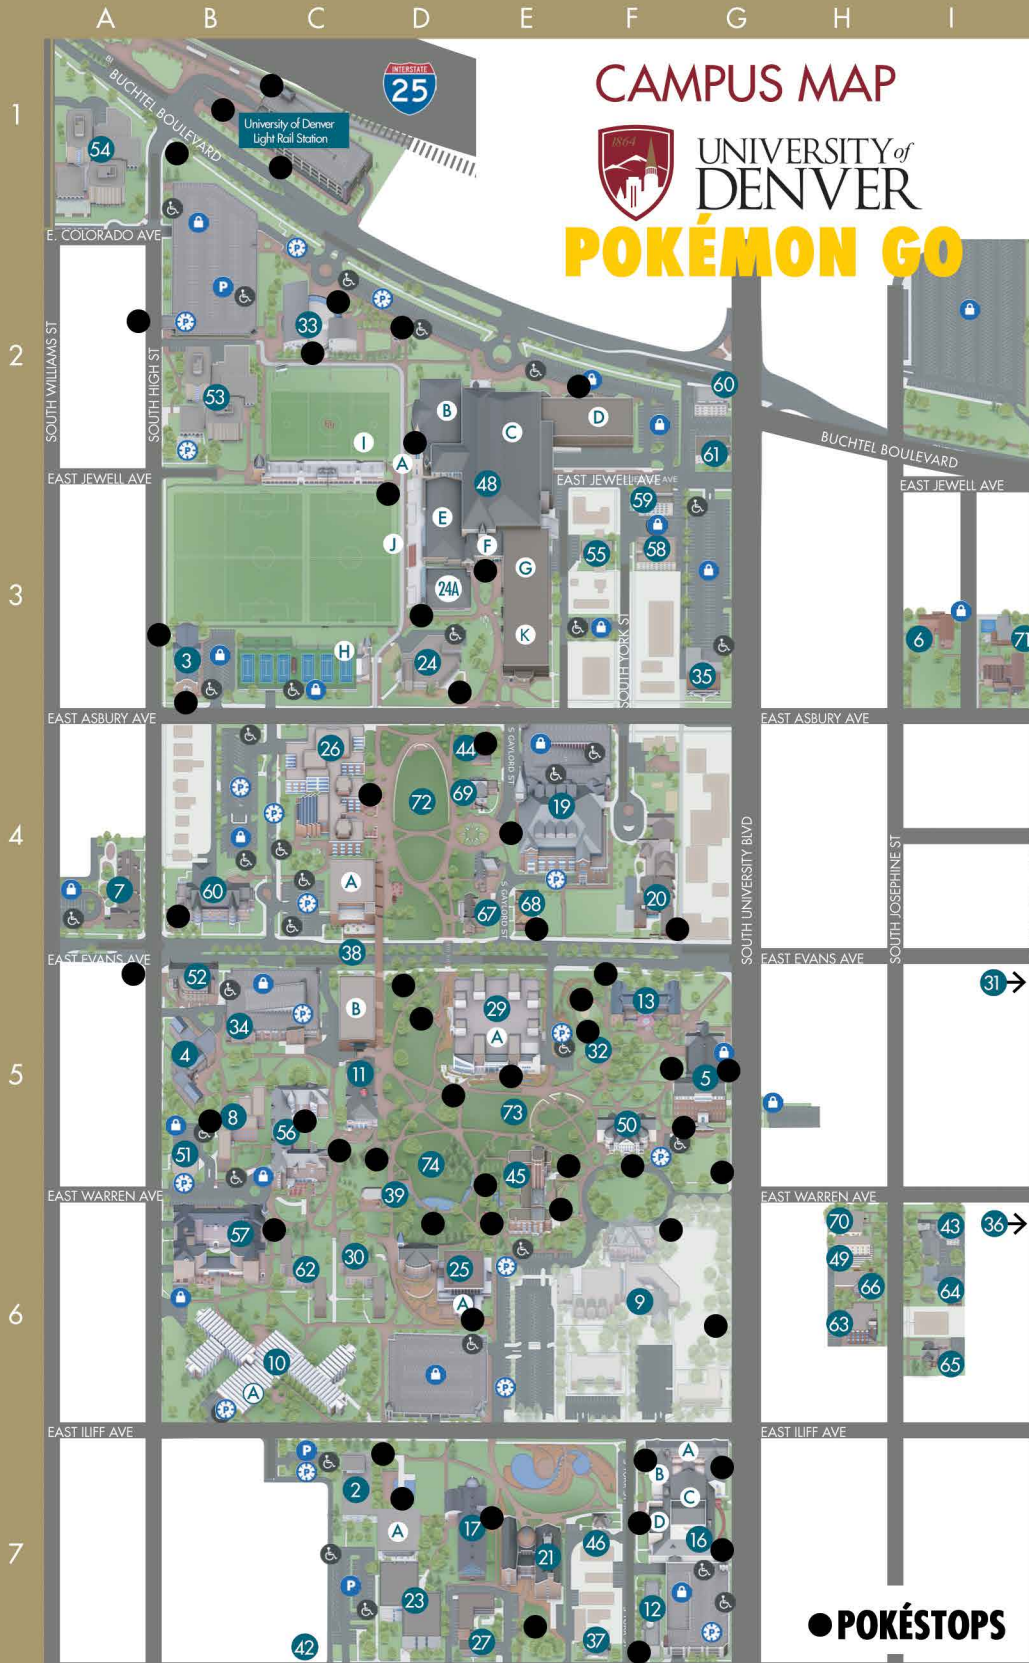 A B C D E F G H I
1
2
3
4
5
6
7
CAMPUS MAP
1864
UNIVERSITY of
DENVER
POKÉMON GO
INTERSTATE
25
University of Denver
Light Rail Station
BUCHTEL BOULEVARD
54
E. COLORADO AVE
SOUTH WILLIAMS ST
SOUTH HIGH ST
P
P
P
P
33
53
P
I
B
C
D
A
48
60
61
BUCHTEL BOULEVARD
EAST JEWELL AVE
EAST JEWELL AVE
EAST JEWELL AVE
59
E
F
J
55
58
G
24A
K
H
3
24
SOUTH YORK ST
35
6
71
EAST ASBURY AVE
EAST ASBURY AVE
26
44
S GAYLORD ST
69
72
19
P
P
SOUTH UNIVERSITY BLVD
SOUTH JOSEPHINE ST
7
60
A
P
P
67
68
S GAYLORD ST
20
38
EAST EVANS AVE
EAST EVANS AVE
52
34
P
B
29
A
13
31
P
32
4
11
5
8
56
73
50
51
P
74
45
P
39
EAST WARREN AVE
EAST WARREN AVE
57
62
30
25
A
P
9
70
43
36
49
66
64
63
65
10
A
P
P
EAST ILIFF AVE
EAST ILIFF AVE
P
P
2
A
17
21
46
A
B
C
D
16
P
23
12
P
42
27
37
POKÉSTOPS